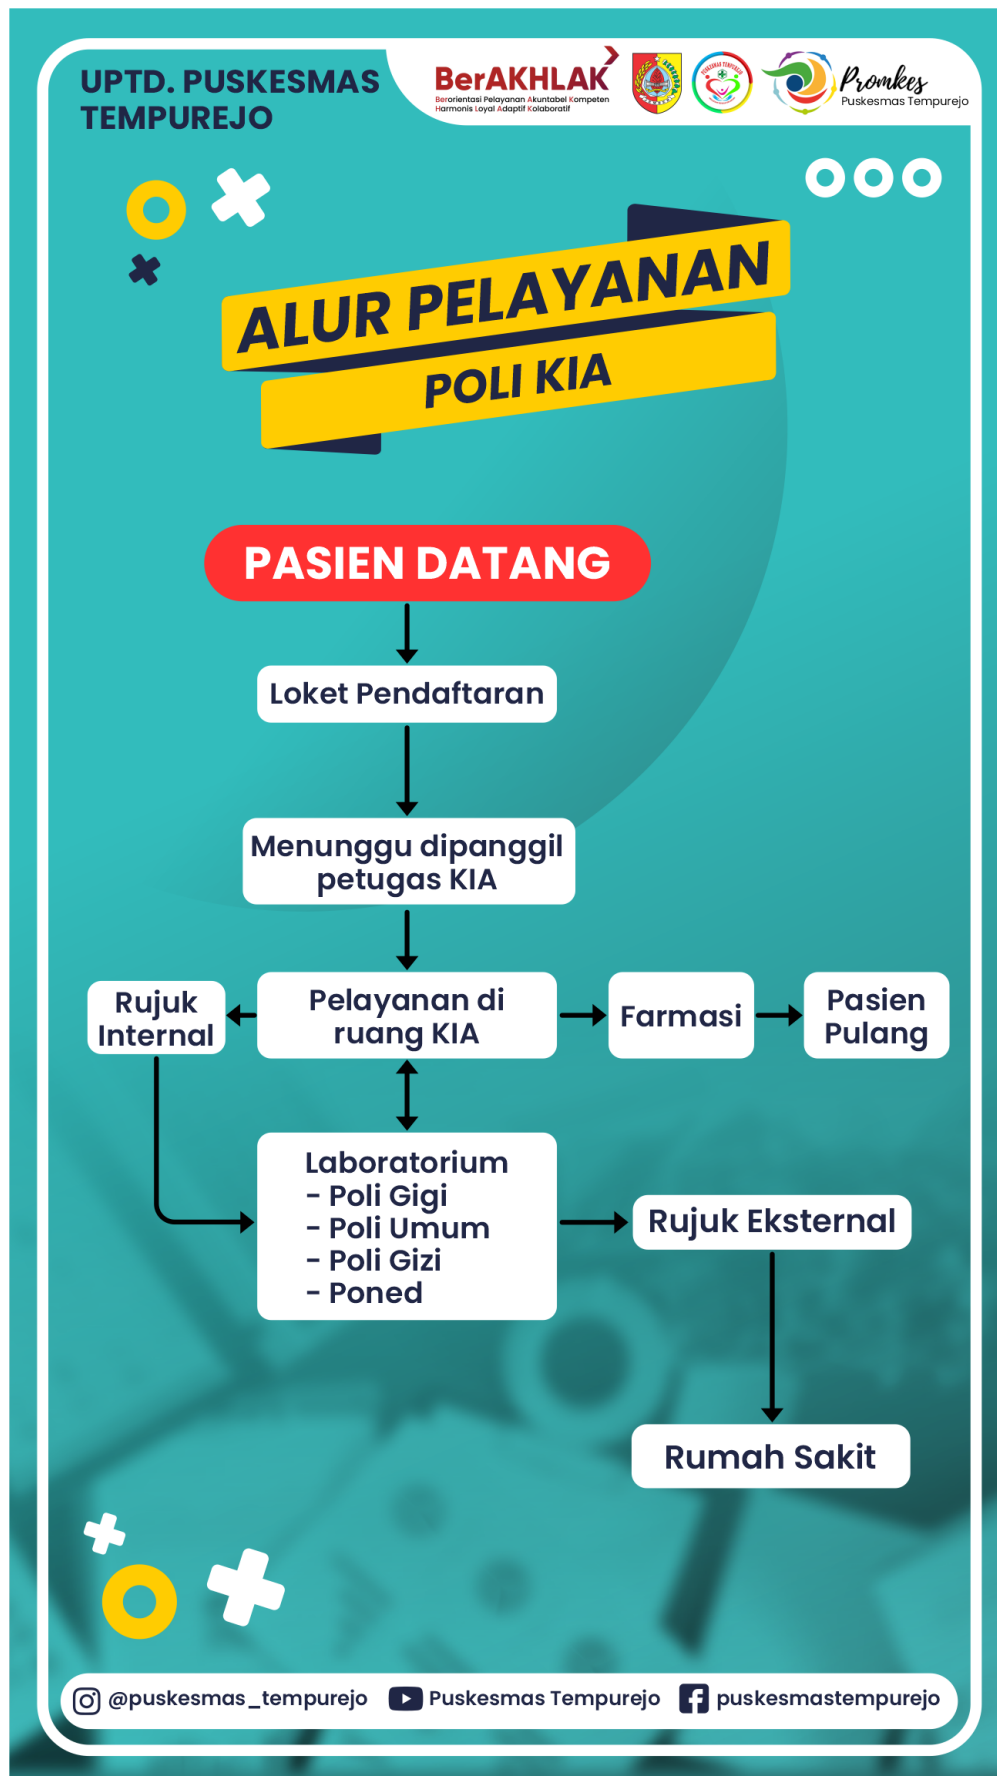 UPTD. PUSKESMAS
TEMPUREJO
BerAKHLAK
Berorientasi Pelayanan Akuntabel Kompeten
Harmonis Loyal Adaptif Kolaboratif
PUSKESMAS TEMPUREJO
Promkes
Puskesmas Tempurejo
ALUR PELAYANAN
POLI KIA
PASIEN DATANG
Loket Pendaftaran
Menunggu dipanggil
petugas KIA
Rujuk
Internal
Pelayanan di
ruang KIA
Farmasi
Pasien
Pulang
Laboratorium
- Poli Gigi
- Poli Umum
- Poli Gizi
- Poned
Rujuk Eksternal
Rumah Sakit
@puskesmas_tempurejo
Puskesmas Tempurejo
puskesmastempurejo